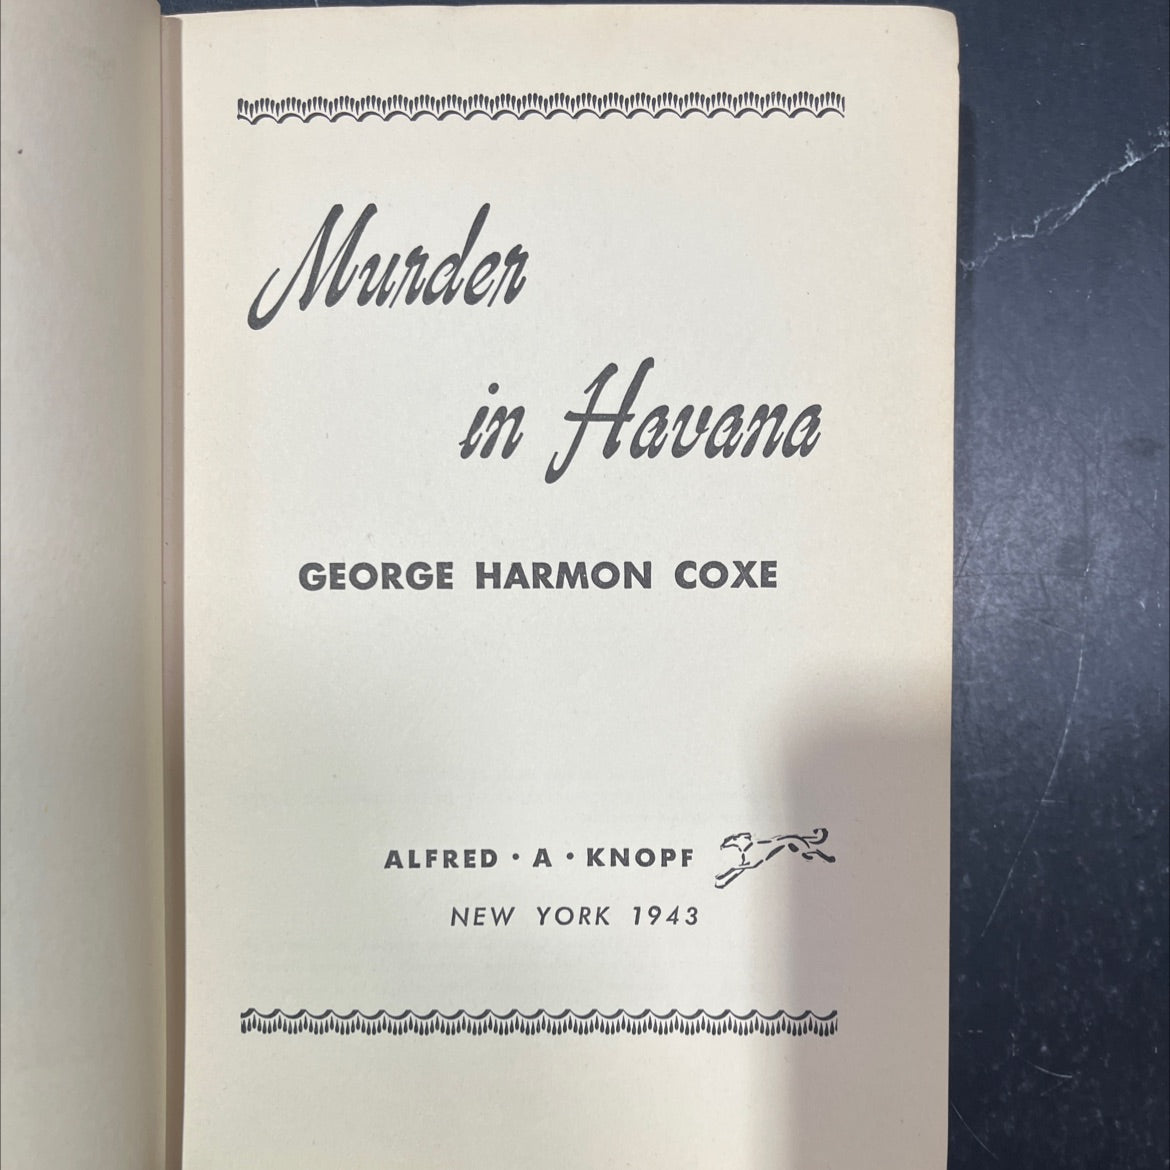 Murder
in Havana
GEORGE HARMON COXE
ALFRED · A · KNOPF
NEW YORK 1943